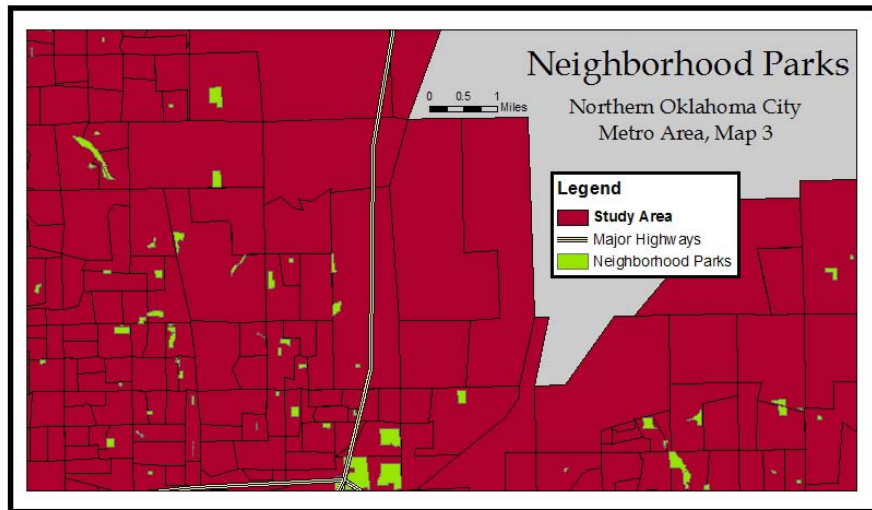 Neighborhood Parks
Northern Oklahoma City
Metro Area, Map 3
0 0.5 1
Miles
Legend
Study Area
Major Highways
Neighborhood Parks